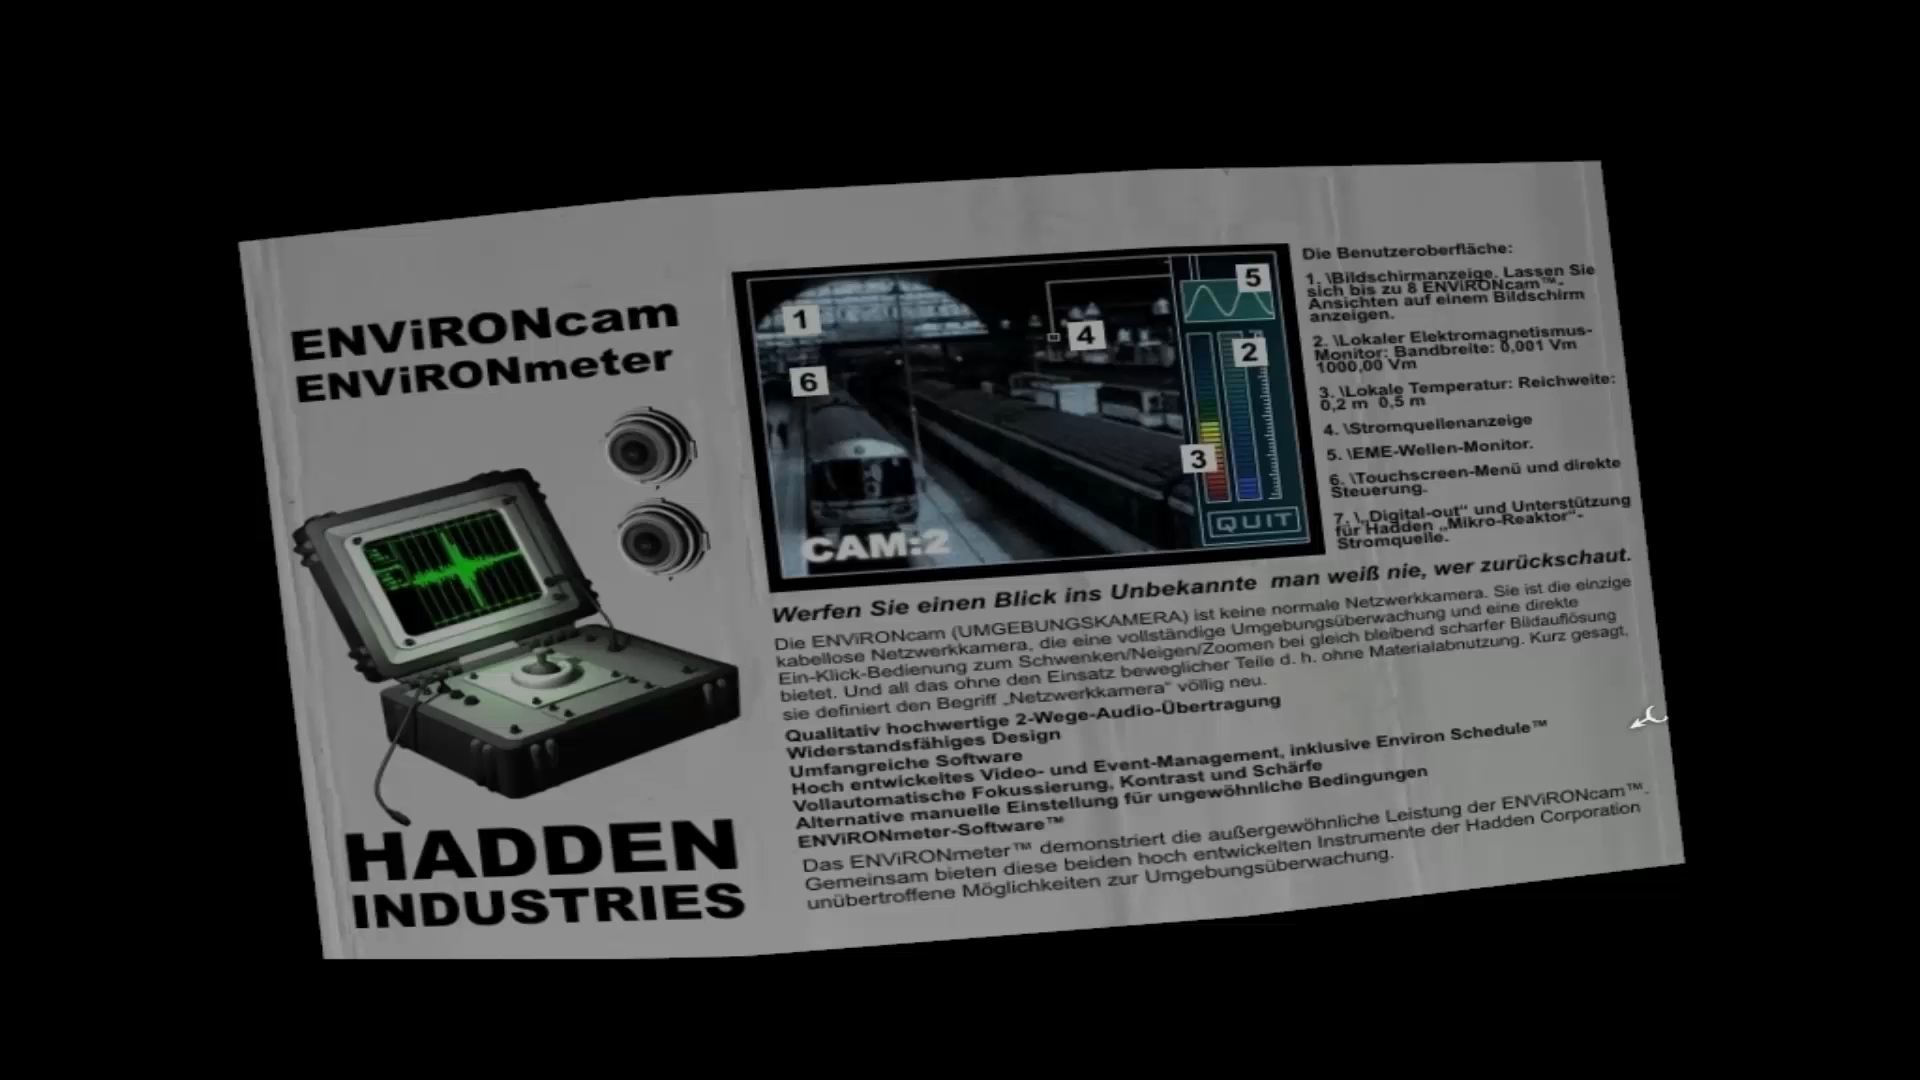 ENViRONcam
ENViRONmeter
HADDEN
INDUSTRIES
1
6
4
5
2
3
CAM:2
QUIT
Die Benutzeroberfläche:
1. \Bildschirmanzeige. Lassen Sie
sich bis zu 8 ENViRONcam™-
Ansichten auf einem Bildschirm
anzeigen.
2. \Lokaler Elektromagnetismus-
Monitor: Bandbreite: 0,001 Vm
1000,00 Vm
3. \Lokale Temperatur: Reichweite:
0,2 m 0,5 m
4. \Stromquellenanzeige
5. \EME-Wellen-Monitor.
6. \Touchscreen-Menü und direkte
Steuerung.
7. \„Digital-out“ und Unterstützung
für Hadden „Mikro-Reaktor“-
Stromquelle.
Werfen Sie einen Blick ins Unbekannte man weiß nie, wer zurückschaut.
Die ENViRONcam (UMGEBUNGSKAMERA) ist keine normale Netzwerkkamera. Sie ist die einzige
kabellose Netzwerkkamera, die eine vollständige Umgebungsüberwachung und eine direkte
Ein-Klick-Bedienung zum Schwenken/Neigen/Zoomen bei gleich bleibend scharfer Bildauflösung
bietet. Und all das ohne den Einsatz beweglicher Teile d. h. ohne Materialabnutzung. Kurz gesagt,
sie definiert den Begriff „Netzwerkkamera“ völlig neu.
Qualitativ hochwertige 2-Wege-Audio-Übertragung
Widerstandsfähiges Design
Umfangreiche Software
Hoch entwickeltes Video- und Event-Management, inklusive Environ Schedule™
Vollautomatische Fokussierung, Kontrast und Schärfe
Alternative manuelle Einstellung für ungewöhnliche Bedingungen
ENViRONmeter-Software™
Das ENViRONmeter™ demonstriert die außergewöhnliche Leistung der ENViRONcam™.
Gemeinsam bieten diese beiden hoch entwickelten Instrumente der Hadden Corporation
unübertroffene Möglichkeiten zur Umgebungsüberwachung.